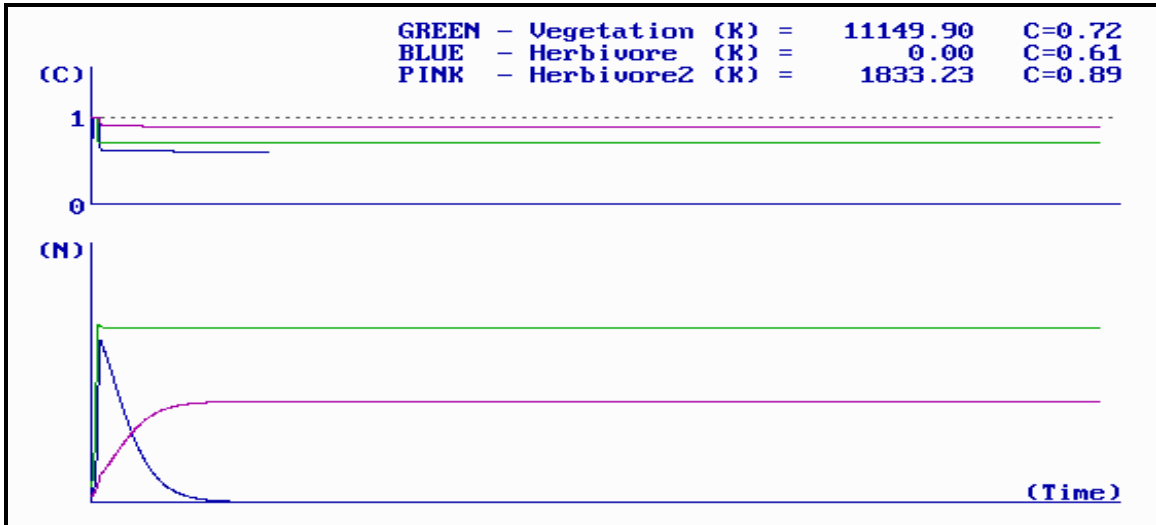 GREEN - Vegetation (K) = 11149.90 C=0.72
BLUE - Herbivore (K) = 0.00 C=0.61
PINK - Herbivore2 (K) = 1833.23 C=0.89
(C)
1
0
(N)
(Time)